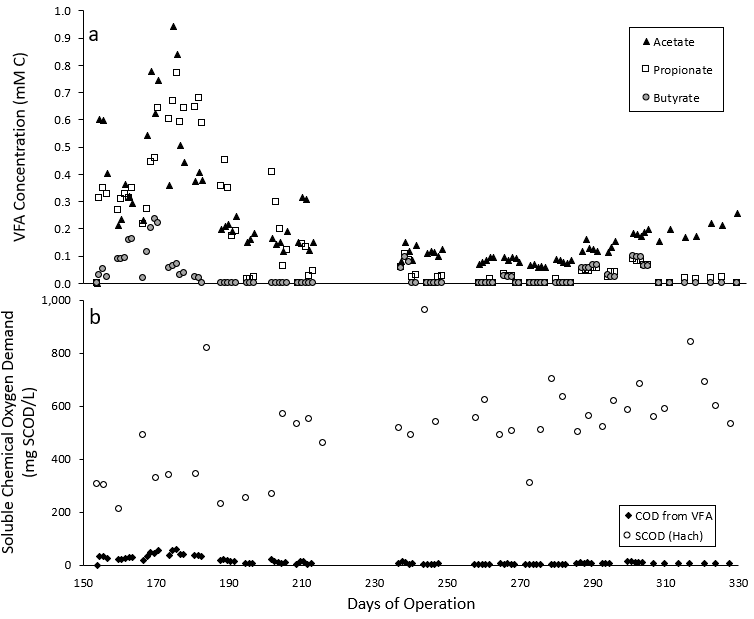 a
1.0
0.9
0.8
0.7
0.6
0.5
0.4
0.3
0.2
0.1
0.0
VFA Concentration (mM C)
Acetate
Propionate
Butyrate
b
1,000
800
600
400
200
0
Soluble Chemical Oxygen Demand
(mg SCOD/L)
COD from VFA
SCOD (Hach)
150 170 190 210 230 250 270 290 310 330
Days of Operation